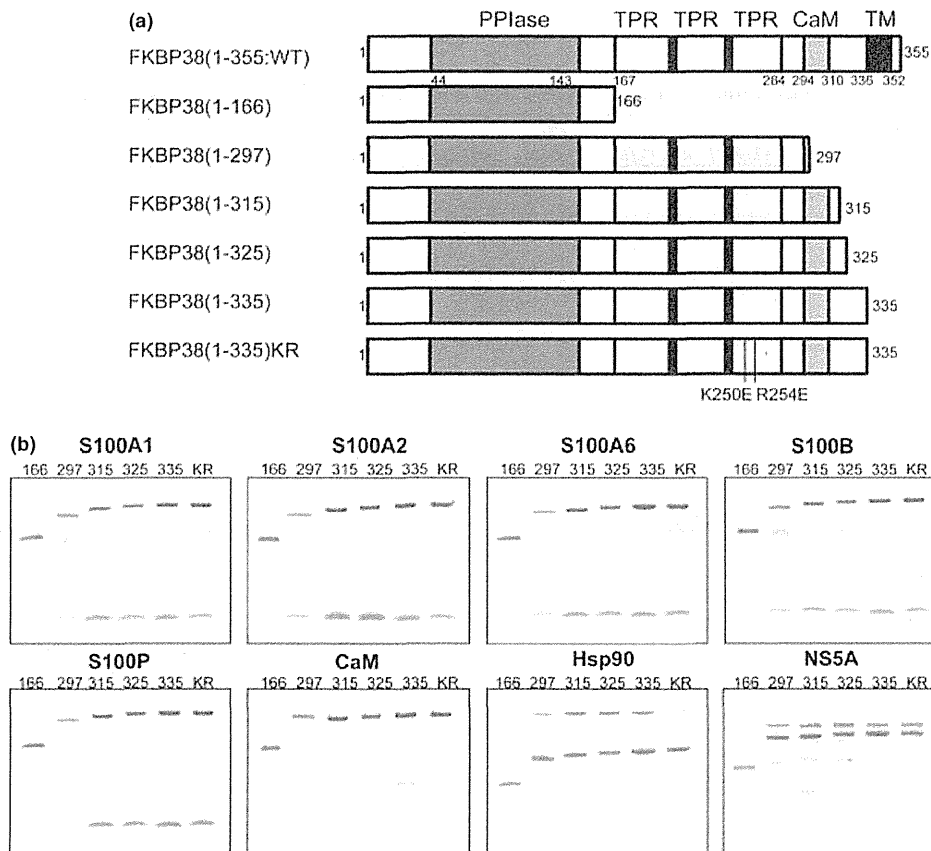 (a)
PPIase TPR TPR TPR CaM TM
FKBP38(1-355:WT) 1 355
44 143 167 284 294 310 336 352
FKBP38(1-166) 1 166
FKBP38(1-297) 1 297
FKBP38(1-315) 1 315
FKBP38(1-325) 1 325
FKBP38(1-335) 1 335
FKBP38(1-335)KR 1 335
K250E R254E
(b) S100A1 S100A2 S100A6 S100B
166 297 315 325 335 KR 166 297 315 325 335 KR 166 297 315 325 335 KR 166 297 315 325 335 KR
S100P CaM Hsp90 NS5A
166 297 315 325 335 KR 166 297 315 325 335 KR 166 297 315 325 335 KR 166 297 315 325 335 KR